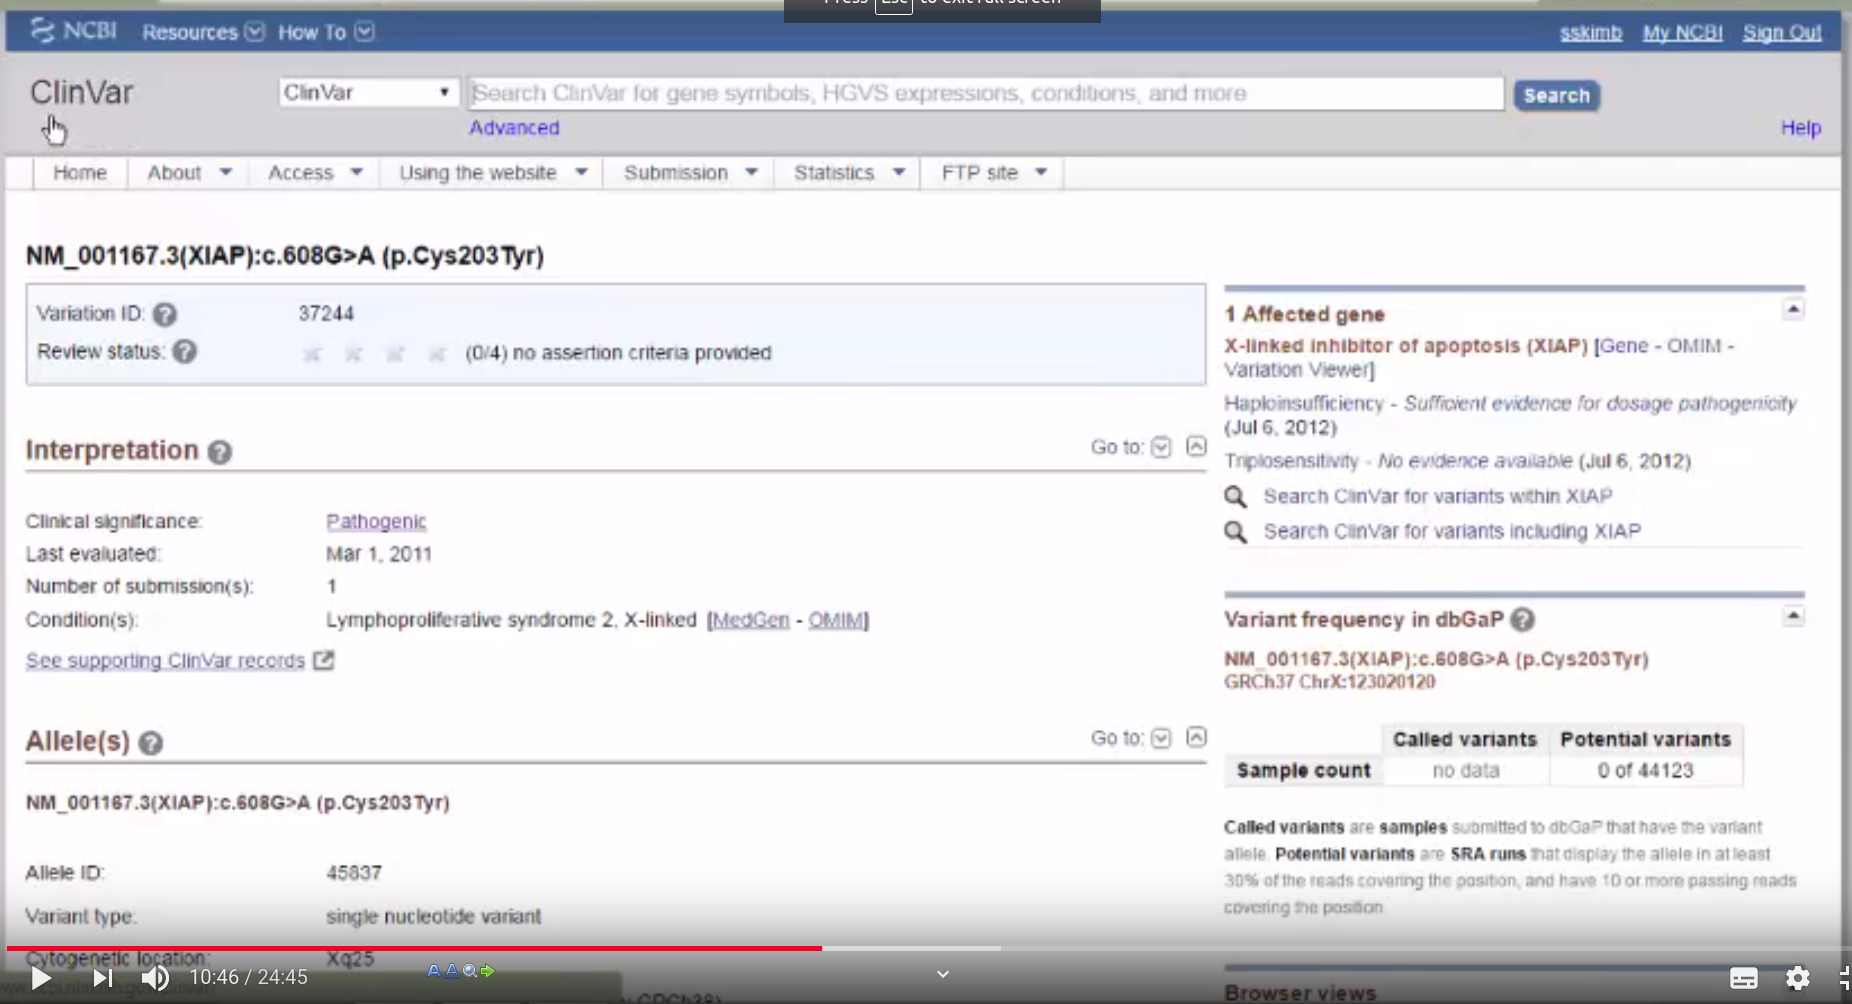 Press Esc to exit full screen
NCBI Resources How To sskimb My NCBI Sign Out
ClinVar ClinVar Search ClinVar for gene symbols, HGVS expressions, conditions, and more Search
Advanced Help
Home About Access Using the website Submission Statistics FTP site
NM_001167.3(XIAP):c.608G>A (p.Cys203Tyr)
Variation ID: ? 37244
Review status: ? (0/4) no assertion criteria provided
Interpretation ? Go to:
Clinical significance: Pathogenic
Last evaluated: Mar 1, 2011
Number of submission(s): 1
Condition(s): Lymphoproliferative syndrome 2, X-linked [MedGen - OMIM]
See supporting ClinVar records
Allele(s) ? Go to:
NM_001167.3(XIAP):c.608G>A (p.Cys203Tyr)
Allele ID: 45837
Variant type: single nucleotide variant
Cytogenetic location: Xq25
GRCh38)
1 Affected gene
X-linked inhibitor of apoptosis (XIAP) [Gene - OMIM -
Variation Viewer]
Haploinsufficiency - Sufficient evidence for dosage pathogenicity
(Jul 6, 2012)
Triplosensitivity - No evidence available (Jul 6, 2012)
Search ClinVar for variants within XIAP
Search ClinVar for variants including XIAP
Variant frequency in dbGaP ?
NM_001167.3(XIAP):c.608G>A (p.Cys203Tyr)
GRCh37 ChrX:123020120
Called variants Potential variants
Sample count no data 0 of 44123
Called variants are samples submitted to dbGaP that have the variant
allele. Potential variants are SRA runs that display the allele in at least
30% of the reads covering the position, and have 10 or more passing reads
covering the position.
Browser views
10:46 / 24:45
A A